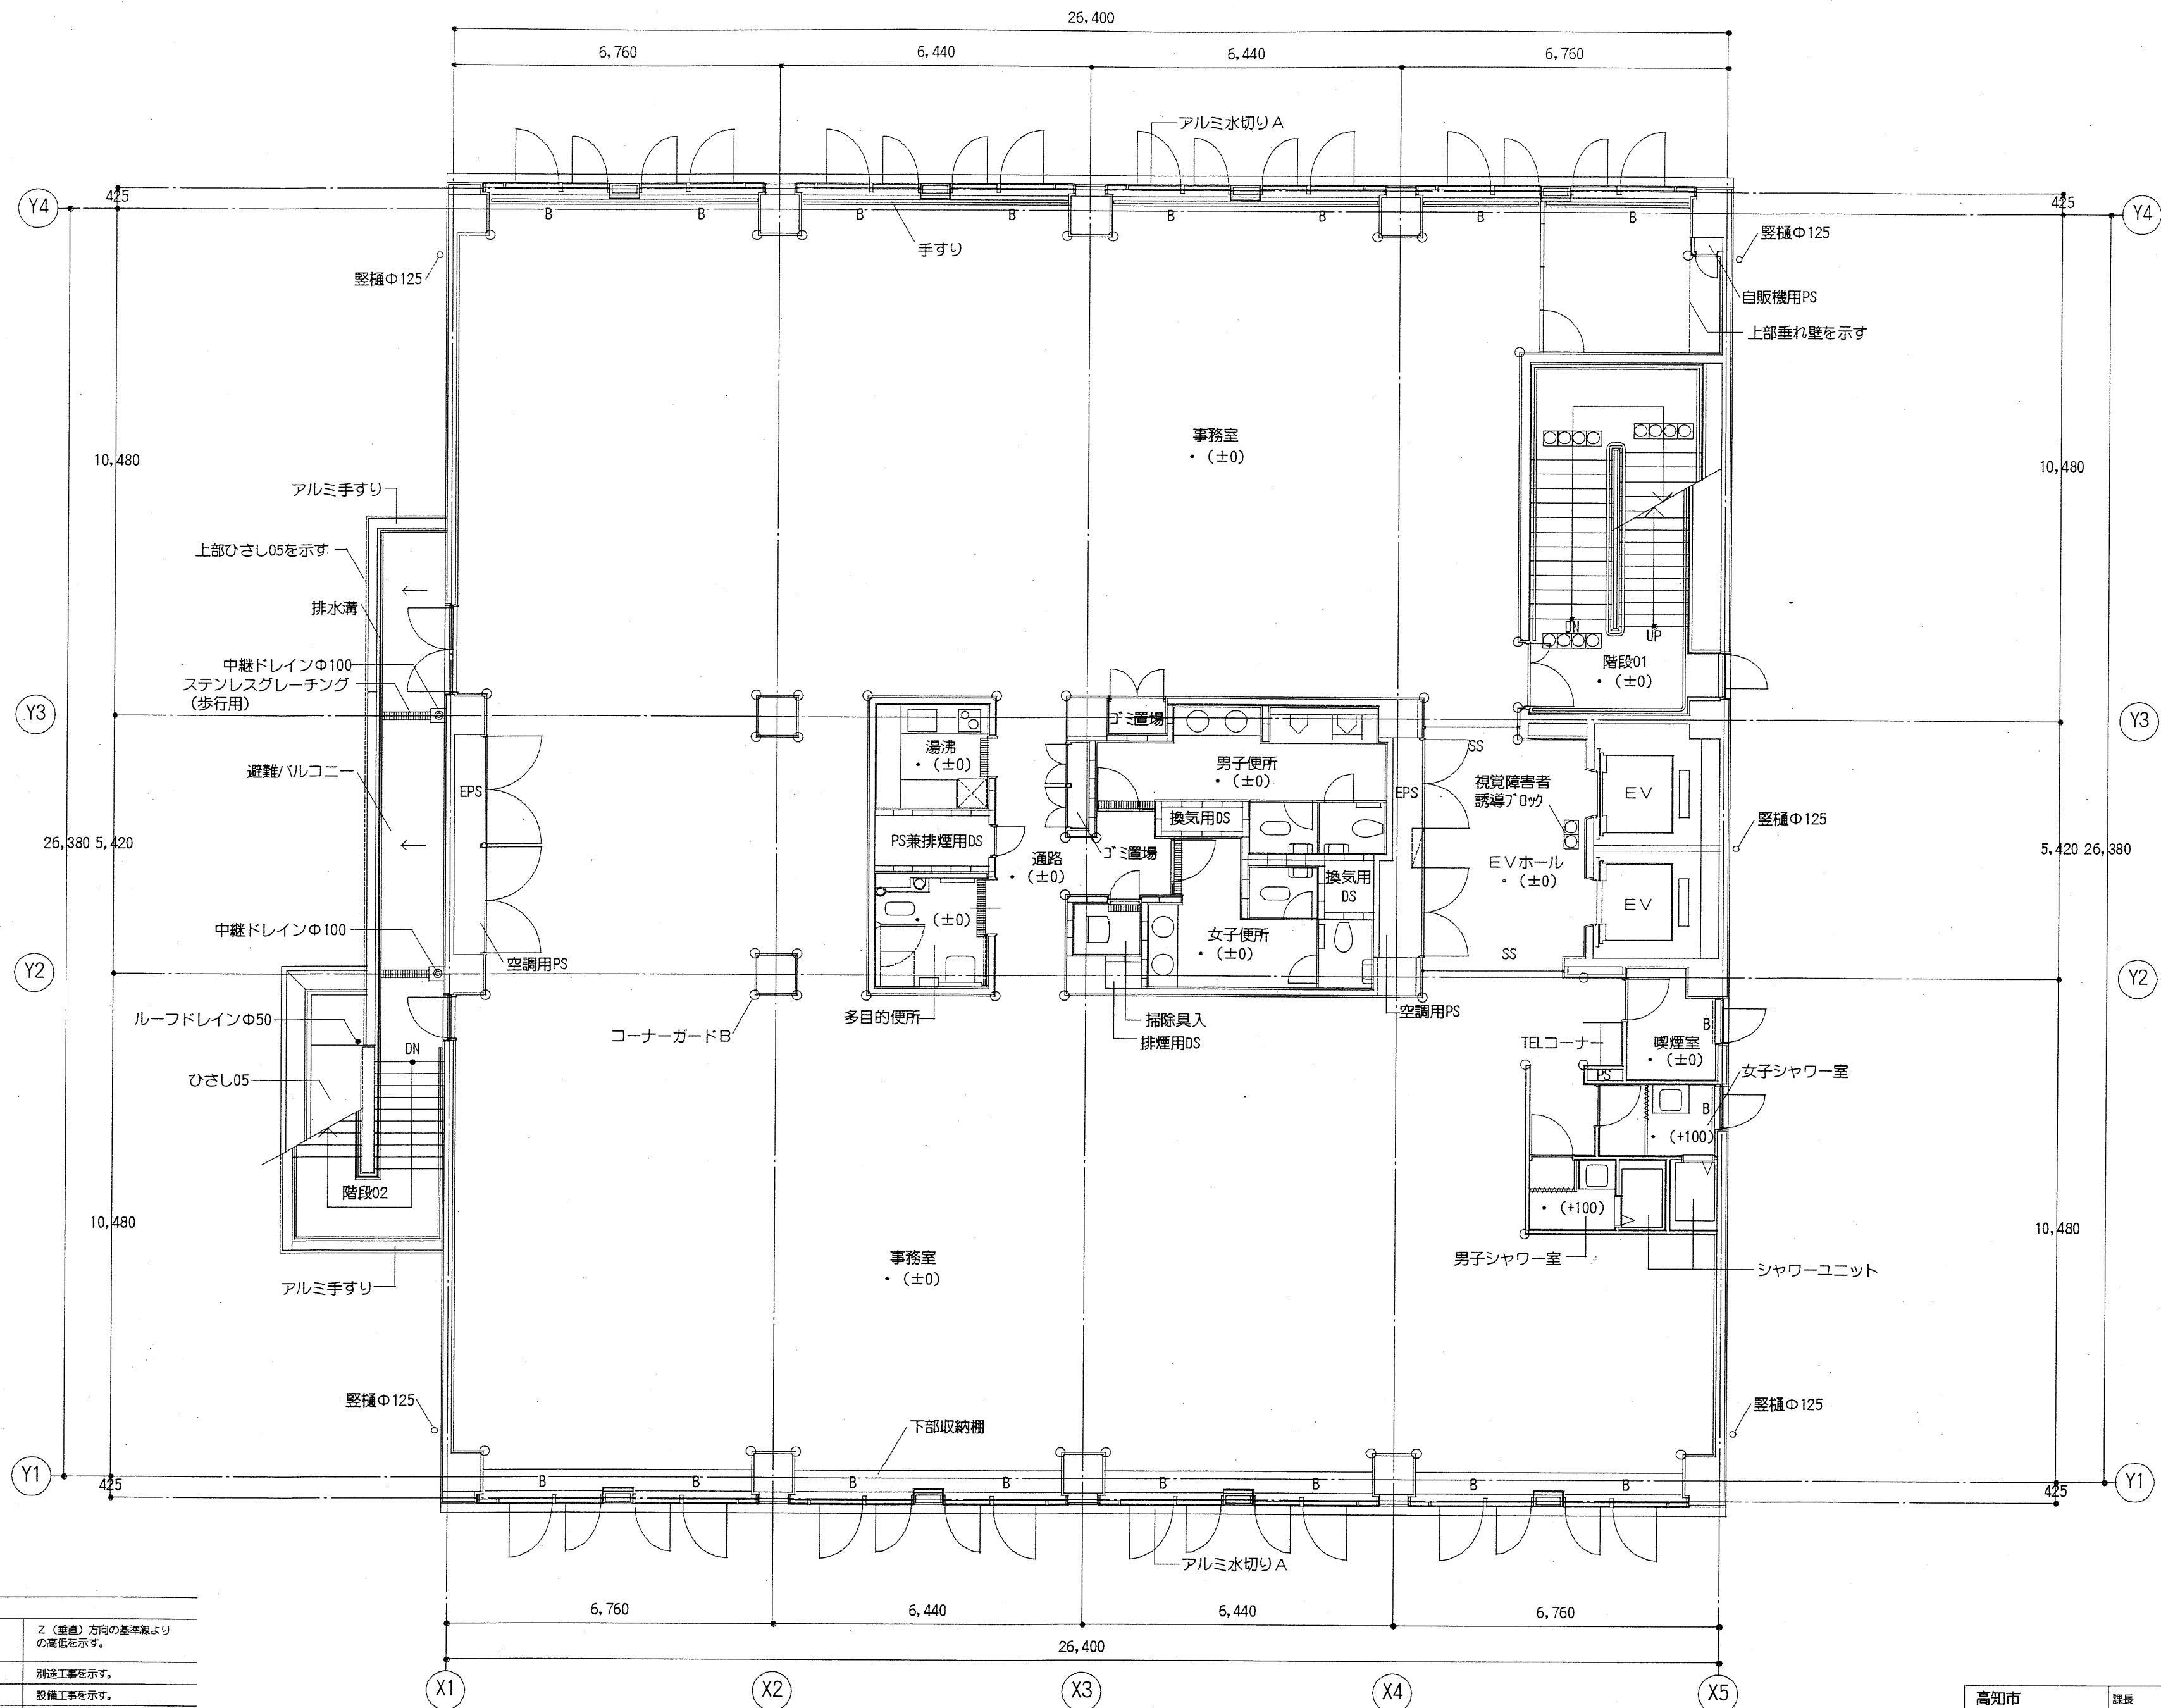 26,400
6,760
6,440
6,440
6,760
アルミ水切りA
425
425
Y4
Y4
B
B
B
B
B
B
B
B
手すり
竪樋Φ125
竪樋Φ125
自販機用PS
上部垂れ壁を示す
事務室
・(±0)
10,480
10,480
アルミ手すり
上部ひさし05を示す
排水溝
中継ドレインΦ100
ステンレスグレーチング
(歩行用)
DN
UP
階段01
・(±0)
Y3
Y3
ゴミ置場
湯沸
・(±0)
男子便所
・(±0)
SS
視覚障害者
誘導ブロック
EV
避難バルコニー
EPS
EPS
換気用DS
PS兼排煙用DS
竪樋Φ125
26,380
5,420
5,420
26,380
通路
・(±0)
ゴミ置場
EVホール
・(±0)
換気用
DS
EV
・(±0)
中継ドレインΦ100
女子便所
・(±0)
SS
空調用PS
Y2
Y2
ルーフドレインΦ50
コーナーガードB
多目的便所
掃除具入
排煙用DS
空調用PS
TELコーナー
喫煙室
・(±0)
B
DN
PS
女子シャワー室
ひさし05
B
・(+100)
階段02
・(+100)
10,480
10,480
事務室
・(±0)
男子シャワー室
シャワーユニット
アルミ手すり
竪樋Φ125
竪樋Φ125
下部収納棚
Y1
Y1
B
B
B
B
B
B
B
B
425
425
アルミ水切りA
6,760
6,440
6,440
6,760
26,400
Z(垂直)方向の基準線より
の高低を示す。
別途工事を示す。
設備工事を示す。
X1
X2
X3
X4
X5
高知市
課長